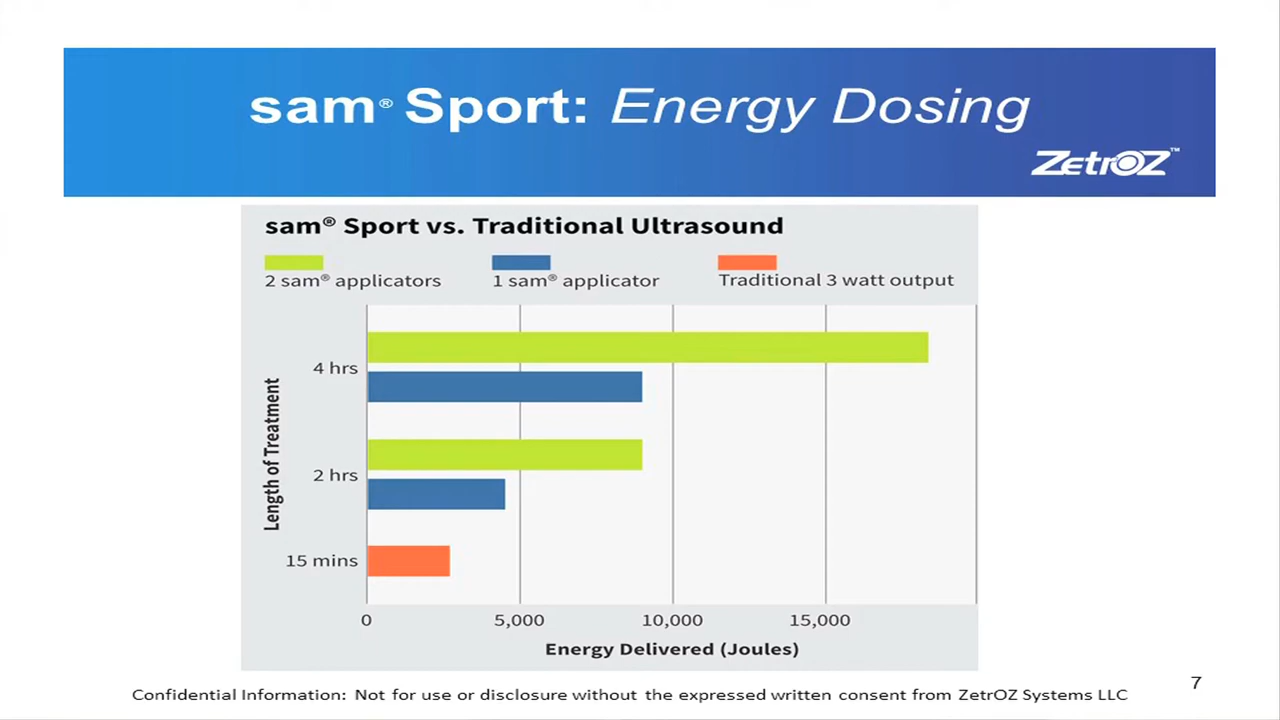 sam® Sport: Energy Dosing
ZetrOZ™
sam® Sport vs. Traditional Ultrasound
2 sam® applicators
1 sam® applicator
Traditional 3 watt output
Length of Treatment
4 hrs
2 hrs
15 mins
0 5,000 10,000 15,000
Energy Delivered (Joules)
Confidential Information: Not for use or disclosure without the expressed written consent from ZetrOZ Systems LLC
7